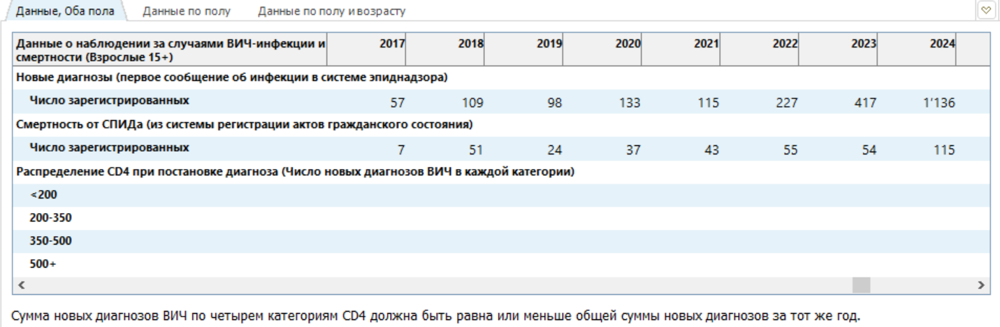 Данные, Оба пола Данные по полу Данные по полу и возрасту
Данные о наблюдении за случаями ВИЧ-инфекции и смертности (Взрослые 15+) 2017 2018 2019 2020 2021 2022 2023 2024
Новые диагнозы (первое сообщение об инфекции в системе эпиднадзора)
Число зарегистрированных 57 109 98 133 115 227 417 1'136
Смертность от СПИДа (из системы регистрации актов гражданского состояния)
Число зарегистрированных 7 51 24 37 43 55 54 115
Распределение CD4 при постановке диагноза (Число новых диагнозов ВИЧ в каждой категории)
<200
200-350
350-500
500+
Сумма новых диагнозов ВИЧ по четырем категориям CD4 должна быть равна или меньше общей суммы новых диагнозов за тот же год.